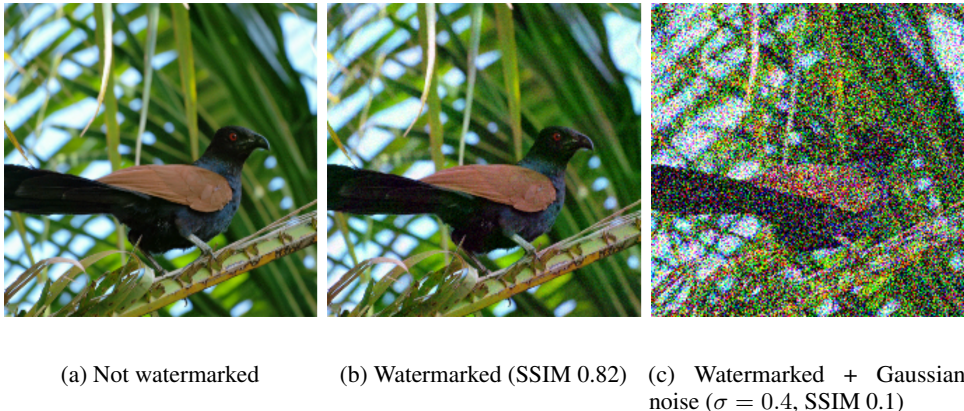 (a) Not watermarked
(b) Watermarked (SSIM 0.82)
(c) Watermarked + Gaussian
noise (σ = 0.4, SSIM 0.1)